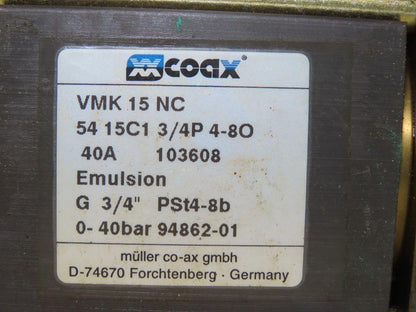 coax®
VMK 15 NC
54 15C1 3/4P 4-8O
40A 103608
Emulsion
G 3/4" PSt4-8b
0- 40bar 94862-01
müller co-ax gmbh
D-74670 Forchtenberg · Germany